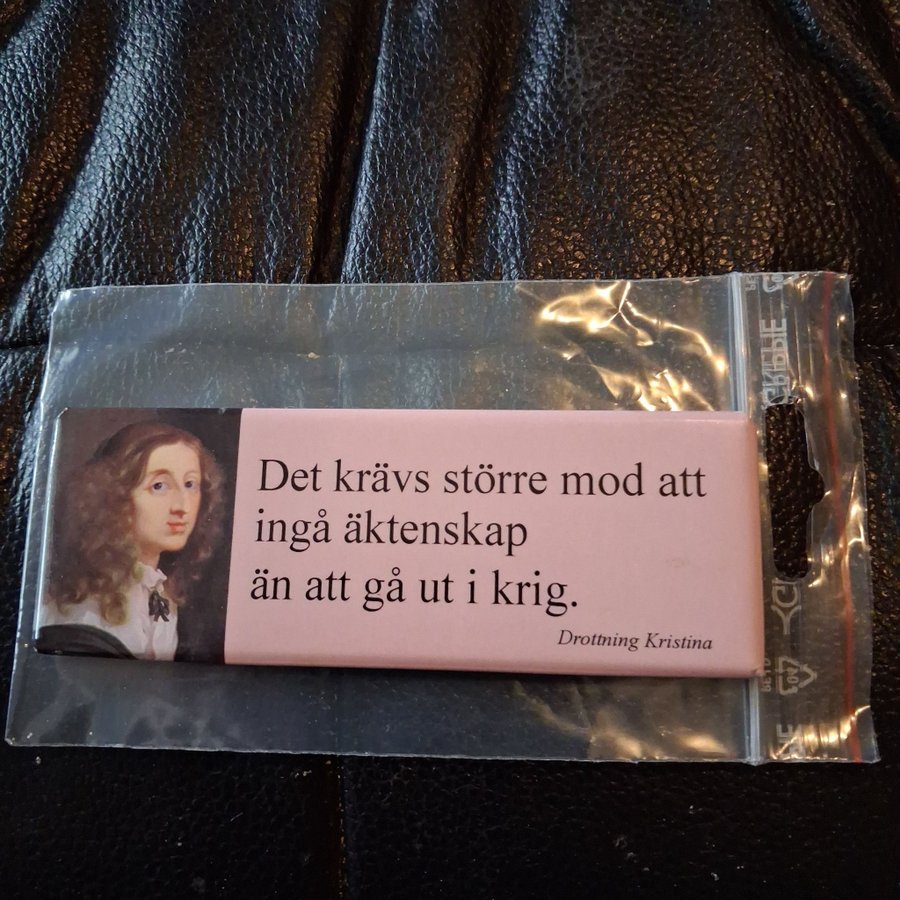 Det krävs större mod att
ingå äktenskap
än att gå ut i krig.
Drottning Kristina